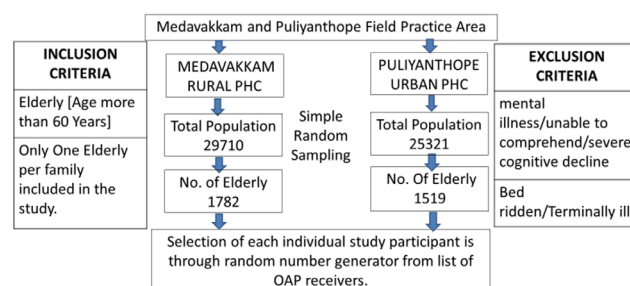 Medavakkam and Puliyanthope Field Practice Area
INCLUSION
CRITERIA
Elderly [Age more
than 60 Years]
Only One Elderly
per family
included in the
study.
MEDAVAKKAM
RURAL PHC
Total Population
29710
No. of Elderly
1782
Simple
Random
Sampling
PULIYANTHOPE
URBAN PHC
Total Population
25321
No. Of Elderly
1519
EXCLUSION
CRITERIA
mental
illness/unable to
comprehend/severe
cognitive decline
Bed
ridden/Terminally ill
Selection of each individual study participant is
through random number generator from list of
OAP receivers.